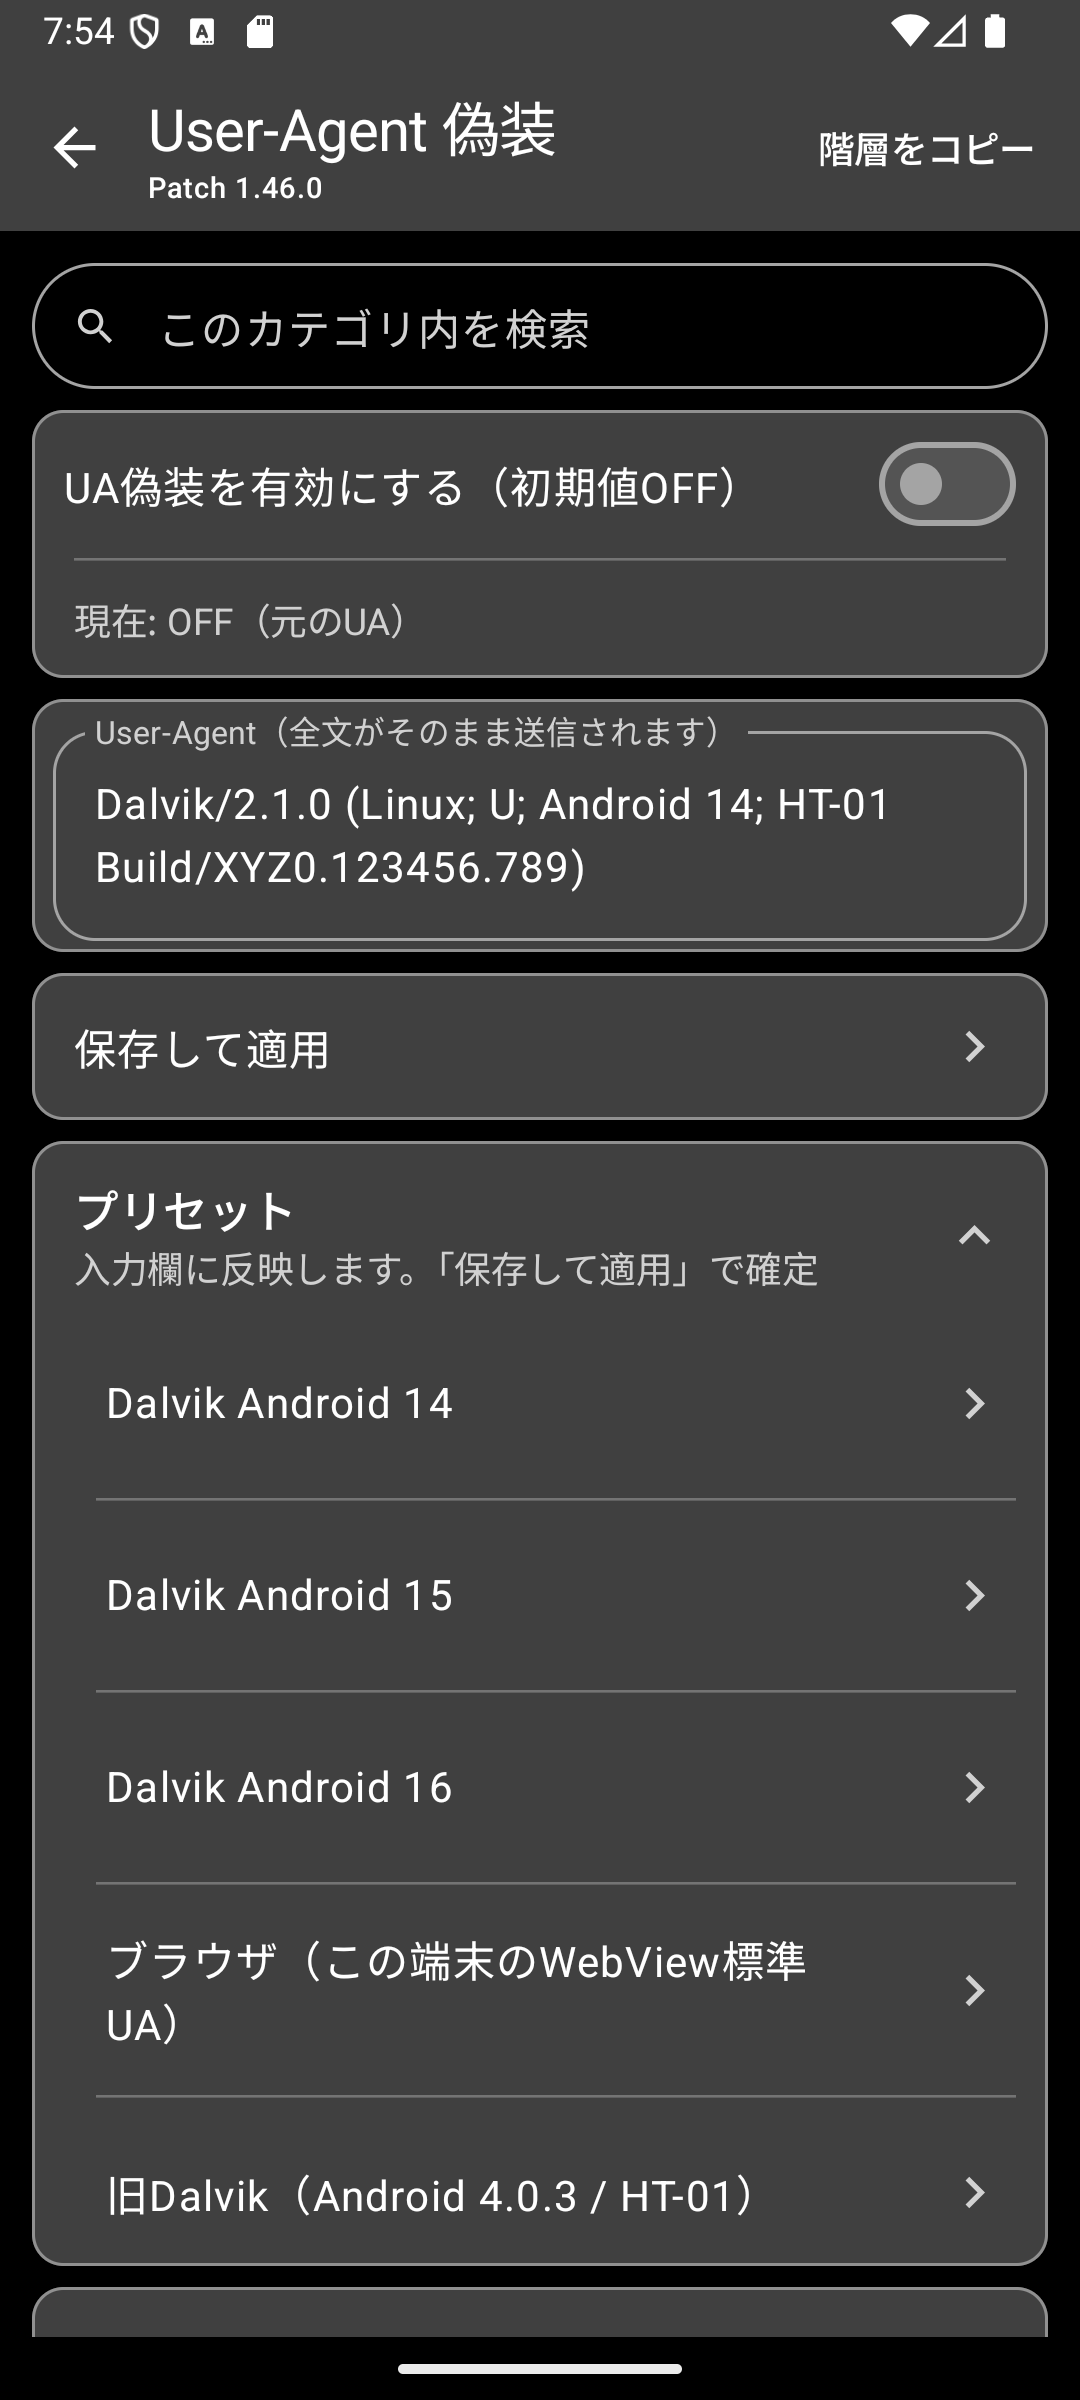 7:54
User-Agent 偽装
Patch 1.46.0
階層をコピー
このカテゴリ内を検索
UA偽装を有効にする（初期値OFF）
現在: OFF（元のUA）
User-Agent（全文がそのまま送信されます）
Dalvik/2.1.0 (Linux; U; Android 14; HT-01
Build/XYZ0.123456.789)
保存して適用
プリセット
入力欄に反映します。「保存して適用」で確定
Dalvik Android 14
Dalvik Android 15
Dalvik Android 16
ブラウザ（この端末のWebView標準
UA）
旧Dalvik（Android 4.0.3 / HT-01）